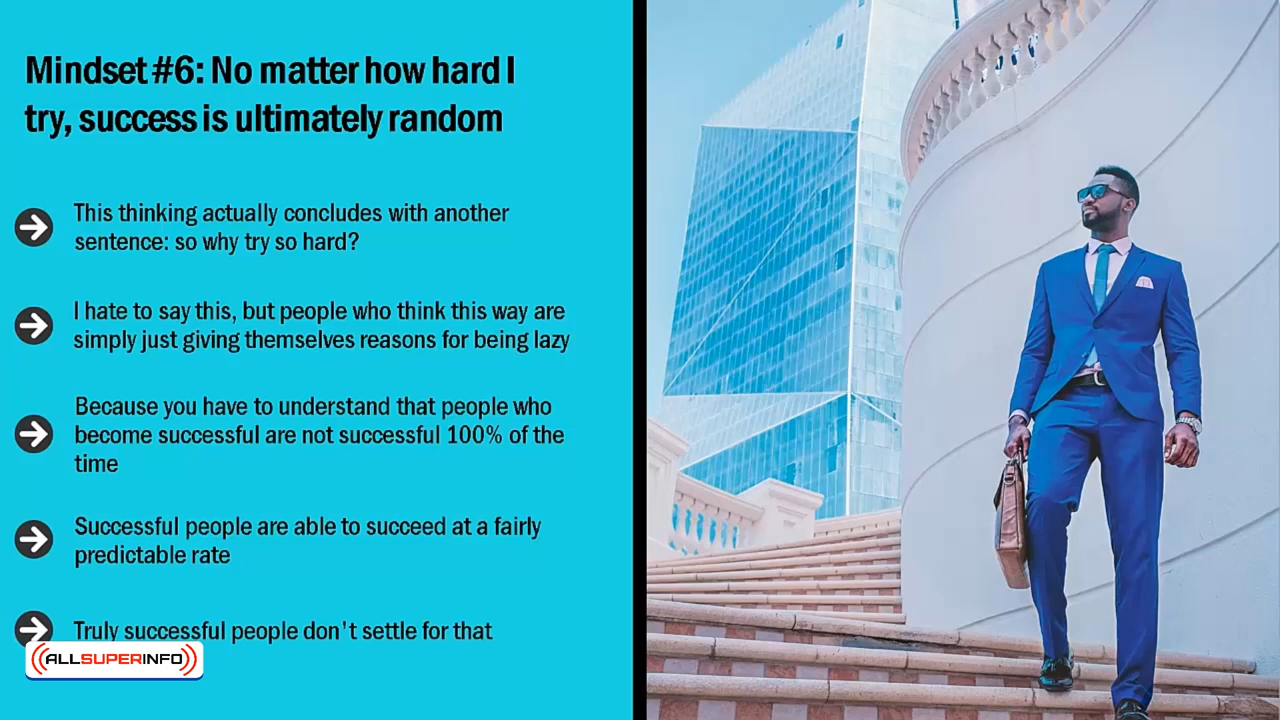 Mindset #6: No matter how hard I
try, success is ultimately random
This thinking actually concludes with another
sentence: so why try so hard?
I hate to say this, but people who think this way are
simply just giving themselves reasons for being lazy
Because you have to understand that people who
become successful are not successful 100% of the
time
Successful people are able to succeed at a fairly
predictable rate
Truly successful people don't settle for that
ALLSUPERINFO